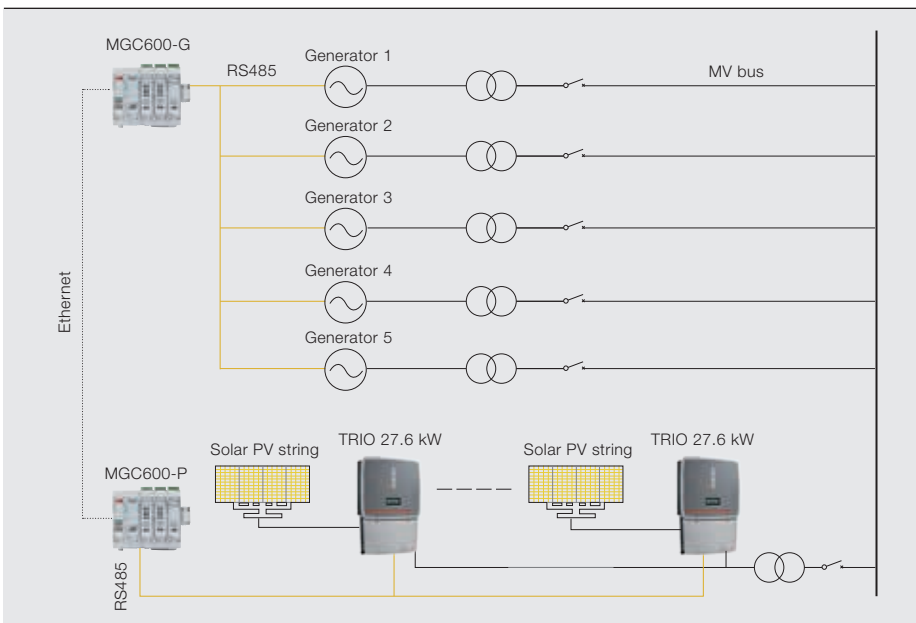 MGC600-G
RS485
Generator 1
MV bus
Generator 2
Generator 3
Generator 4
Generator 5
Ethernet
Solar PV string
TRIO 27.6 kW
Solar PV string
TRIO 27.6 kW
MGC600-P
RS485